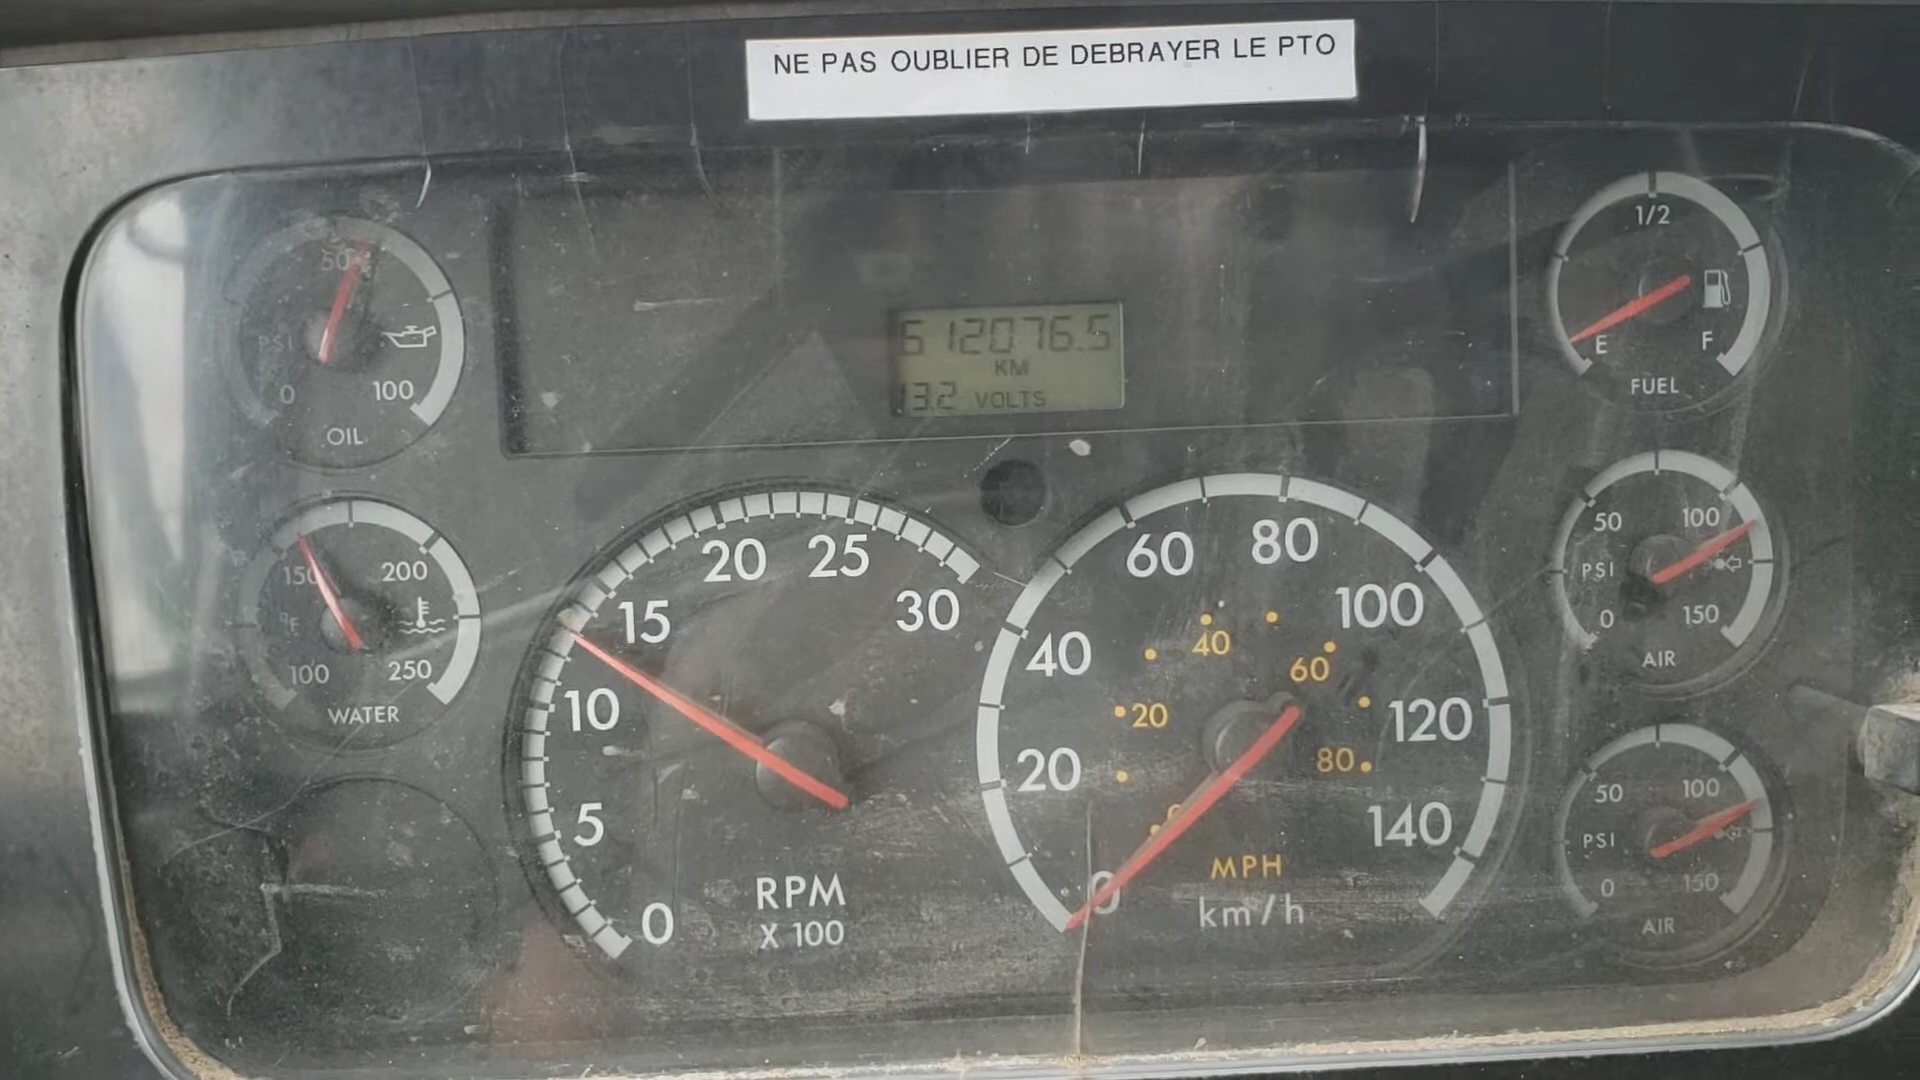 NE PAS OUBLIER DE DEBRAYER LE PTO
50
PSI
0
100
OIL
612076.5
KM
13.2 VOLTS
1/2
E
F
FUEL
150
200
°F
100
250
WATER
0
5
10
15
20
25
30
RPM
X 100
0
20
40
60
80
100
120
140
20
40
60
80
MPH
km/h
50
100
PSI
0
150
AIR
50
100
PSI
0
150
AIR